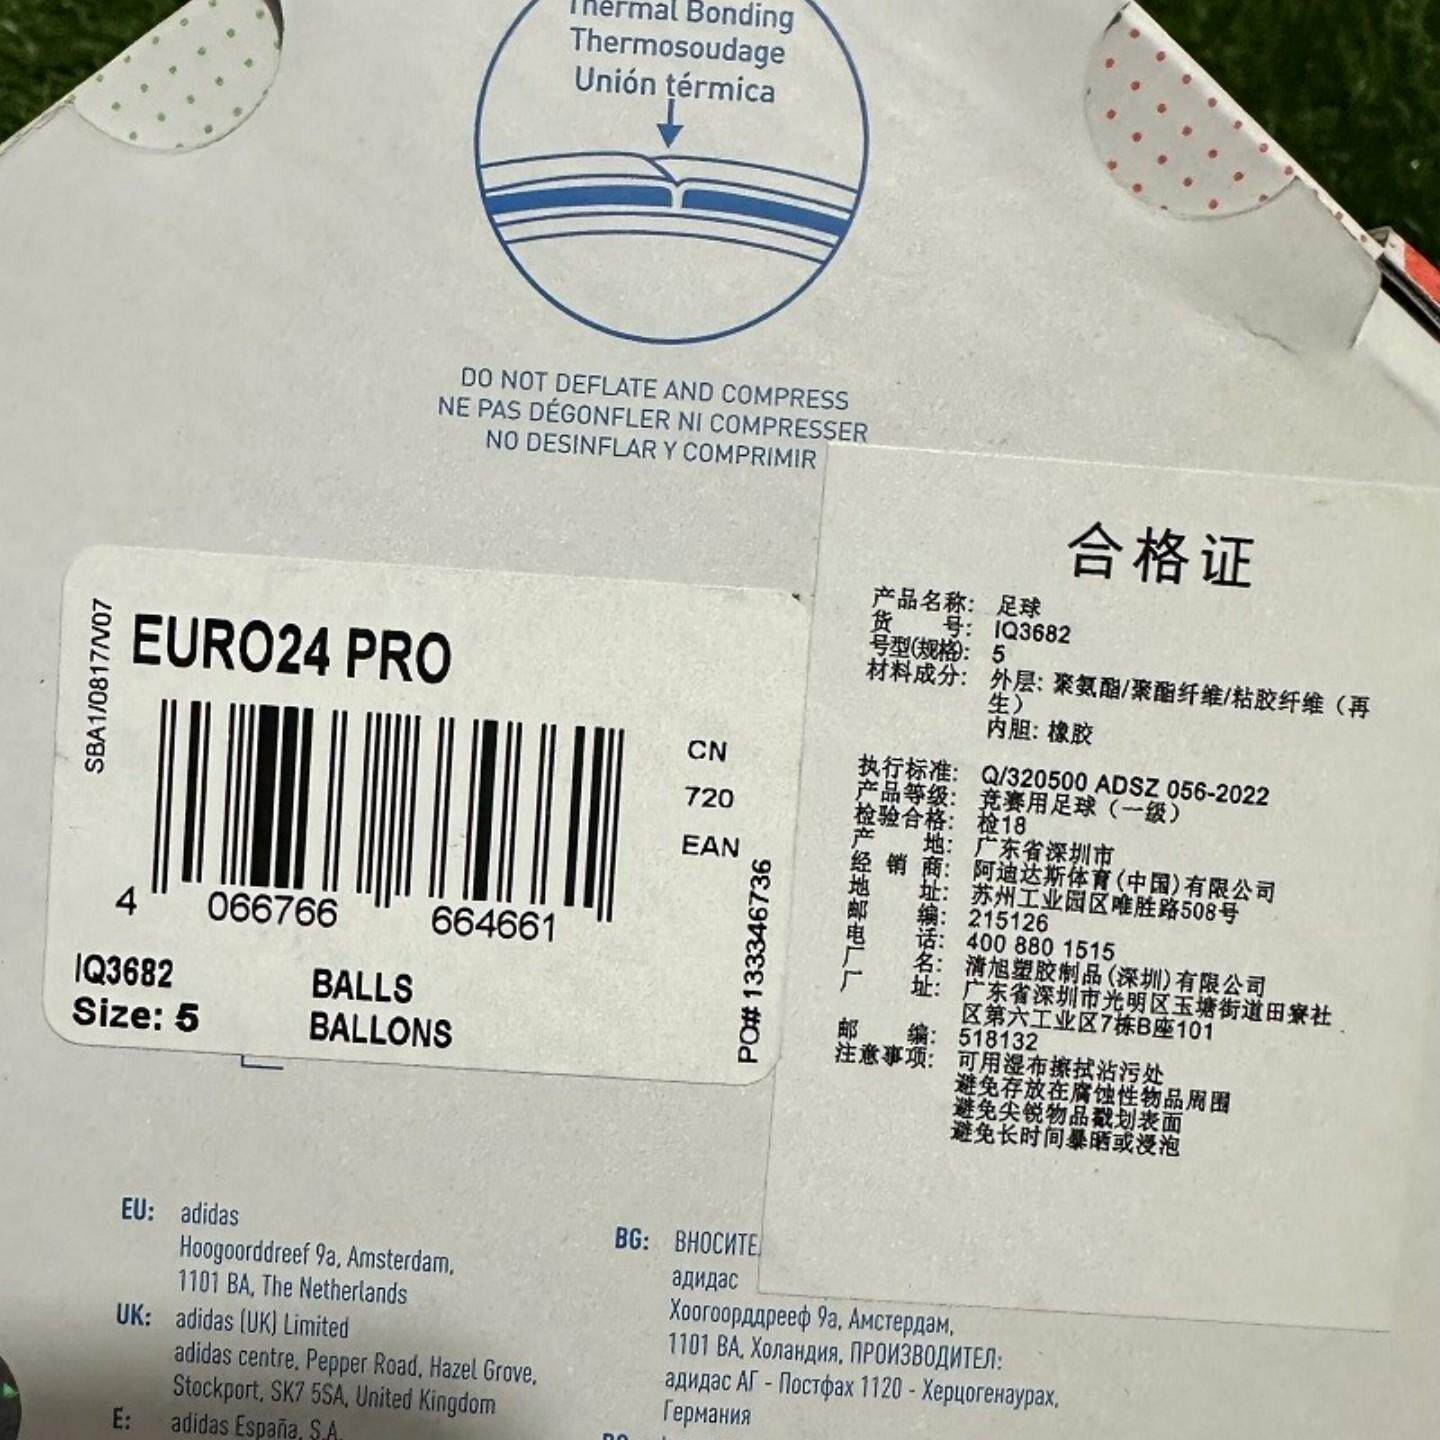 Thermal Bonding
Thermosoudage
Unión térmica
DO NOT DEFLATE AND COMPRESS
NE PAS DÉGONFLER NI COMPRESSER
NO DESINFLAR Y COMPRIMIR
SBA1/0817/V07
EURO24 PRO
CN
720
EAN
4 066766 664661
PO# 133346736
IQ3682
Size: 5
BALLS
BALLONS
合格证
产品名称: 足球
货 号: IQ3682
号型(规格): 5
材料成分: 外层: 聚氨酯/聚酯纤维/粘胶纤维（再
生）
内胆: 橡胶
执行标准: Q/320500 ADSZ 056-2022
产品等级: 竞赛用足球（一级）
检验合格: 检18
产 地: 广东省深圳市
经 销 商: 阿迪达斯体育(中国)有限公司
地 址: 苏州工业园区唯胜路508号
邮 编: 215126
电 话: 400 880 1515
厂 名: 清旭塑胶制品(深圳)有限公司
厂 址: 广东省深圳市光明区玉塘街道田寮社
区第六工业区7栋B座101
邮 编: 518132
注意事项: 可用湿布擦拭沾污处
避免存放在腐蚀性物品周围
避免尖锐物品戳划表面
避免长时间暴晒或浸泡
EU: adidas
Hoogoorddreef 9a, Amsterdam,
1101 BA, The Netherlands
UK: adidas (UK) Limited
adidas centre, Pepper Road, Hazel Grove,
Stockport, SK7 5SA, United Kingdom
E: adidas España, S.A.
BG: ВНОСИТЕ
адидас
Хоогоорддрееф 9а, Амстердам,
1101 ВА, Холандия, ПРОИЗВОДИТЕЛ:
адидас АГ - Постфах 1120 - Херцогенаурах,
Германия